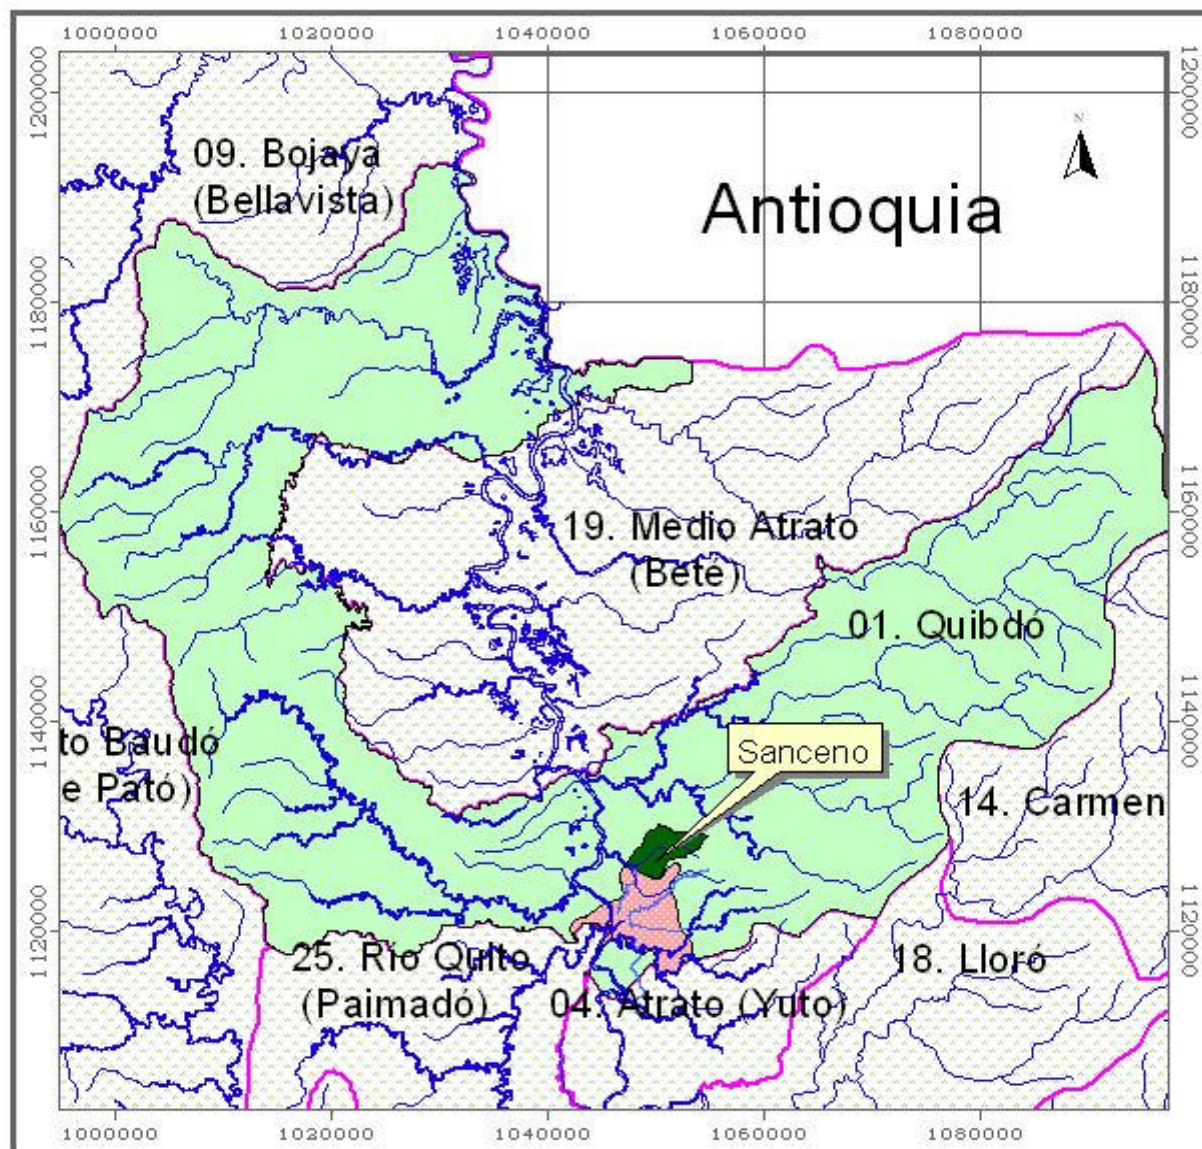 1000000 1020000 1040000 1060000 1080000
1200000
1200000
N
09. Bojaya
(Bellavista)
Antioquia
1180000
1180000
1160000
1160000
19. Medio Atrato
(Beté)
01. Quibdó
1140000
1140000
to Baudó
e Pató)
Sanceno
14. Carmen
1120000
1120000
25. Río Quito
(Paimadó)
04. Atrato (Yuto)
18. Lloró
1000000 1020000 1040000 1060000 1080000